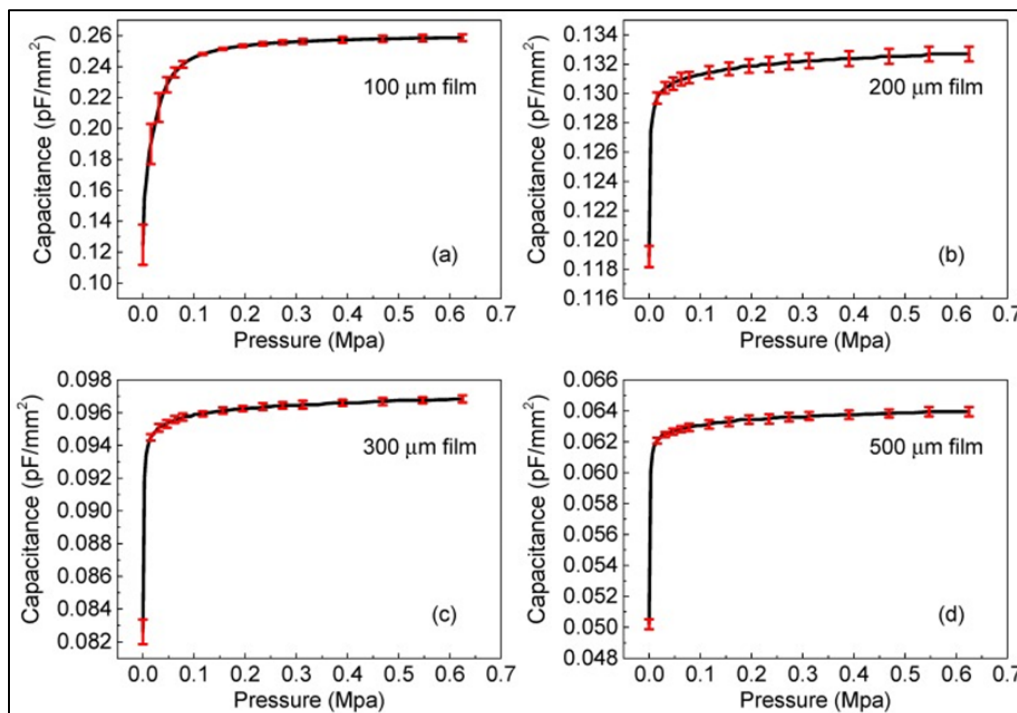 0.26
0.24
0.22
0.20
0.18
0.16
0.14
0.12
0.10
Capacitance (pF/mm²)
100 μm film
(a)
0.0 0.1 0.2 0.3 0.4 0.5 0.6 0.7
Pressure (Mpa)
0.134
0.132
0.130
0.128
0.126
0.124
0.122
0.120
0.118
0.116
Capacitance (pF/mm²)
200 μm film
(b)
0.0 0.1 0.2 0.3 0.4 0.5 0.6 0.7
Pressure (Mpa)
0.098
0.096
0.094
0.092
0.090
0.088
0.086
0.084
0.082
Capacitance (pF/mm²)
300 μm film
(c)
0.0 0.1 0.2 0.3 0.4 0.5 0.6 0.7
Pressure (Mpa)
0.066
0.064
0.062
0.060
0.058
0.056
0.054
0.052
0.050
0.048
Capacitance (pF/mm²)
500 μm film
(d)
0.0 0.1 0.2 0.3 0.4 0.5 0.6 0.7
Pressure (Mpa)